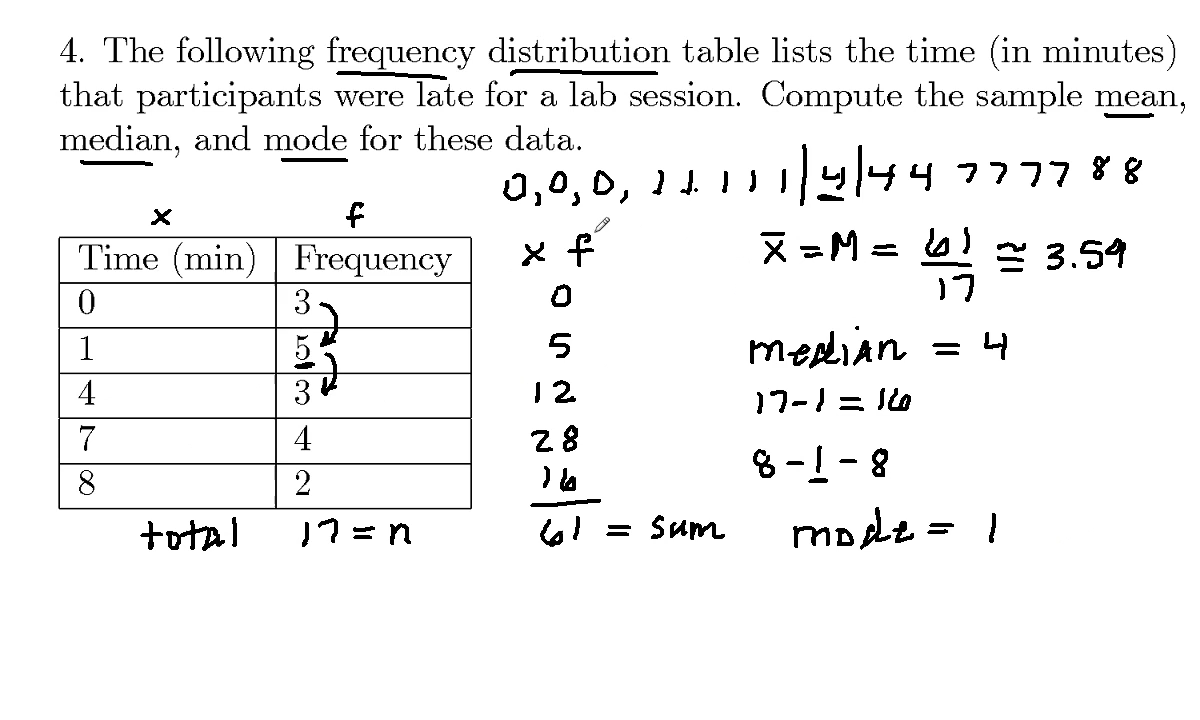 4. The following frequency distribution table lists the time (in minutes)
that participants were late for a lab session. Compute the sample mean,
median, and mode for these data.
0,0,0, 1 1 1 1 1 | 4 | 4 4 7 7 7 7 8 8
x f
Time (min) Frequency
0 3
1 5
4 3
7 4
8 2
total 17 = n
x f
0
5
12
28
16
61 = sum
x̄ = M = 61/17 ≅ 3.59
median = 4
17-1 = 16
8 - 1 - 8
mode = 1